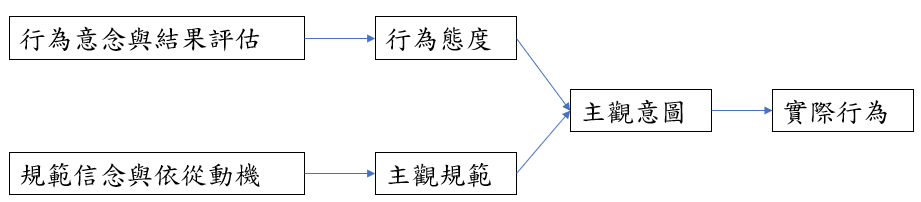 行為意念與結果評估
行為態度
主觀意圖
實際行為
規範信念與依從動機
主觀規範